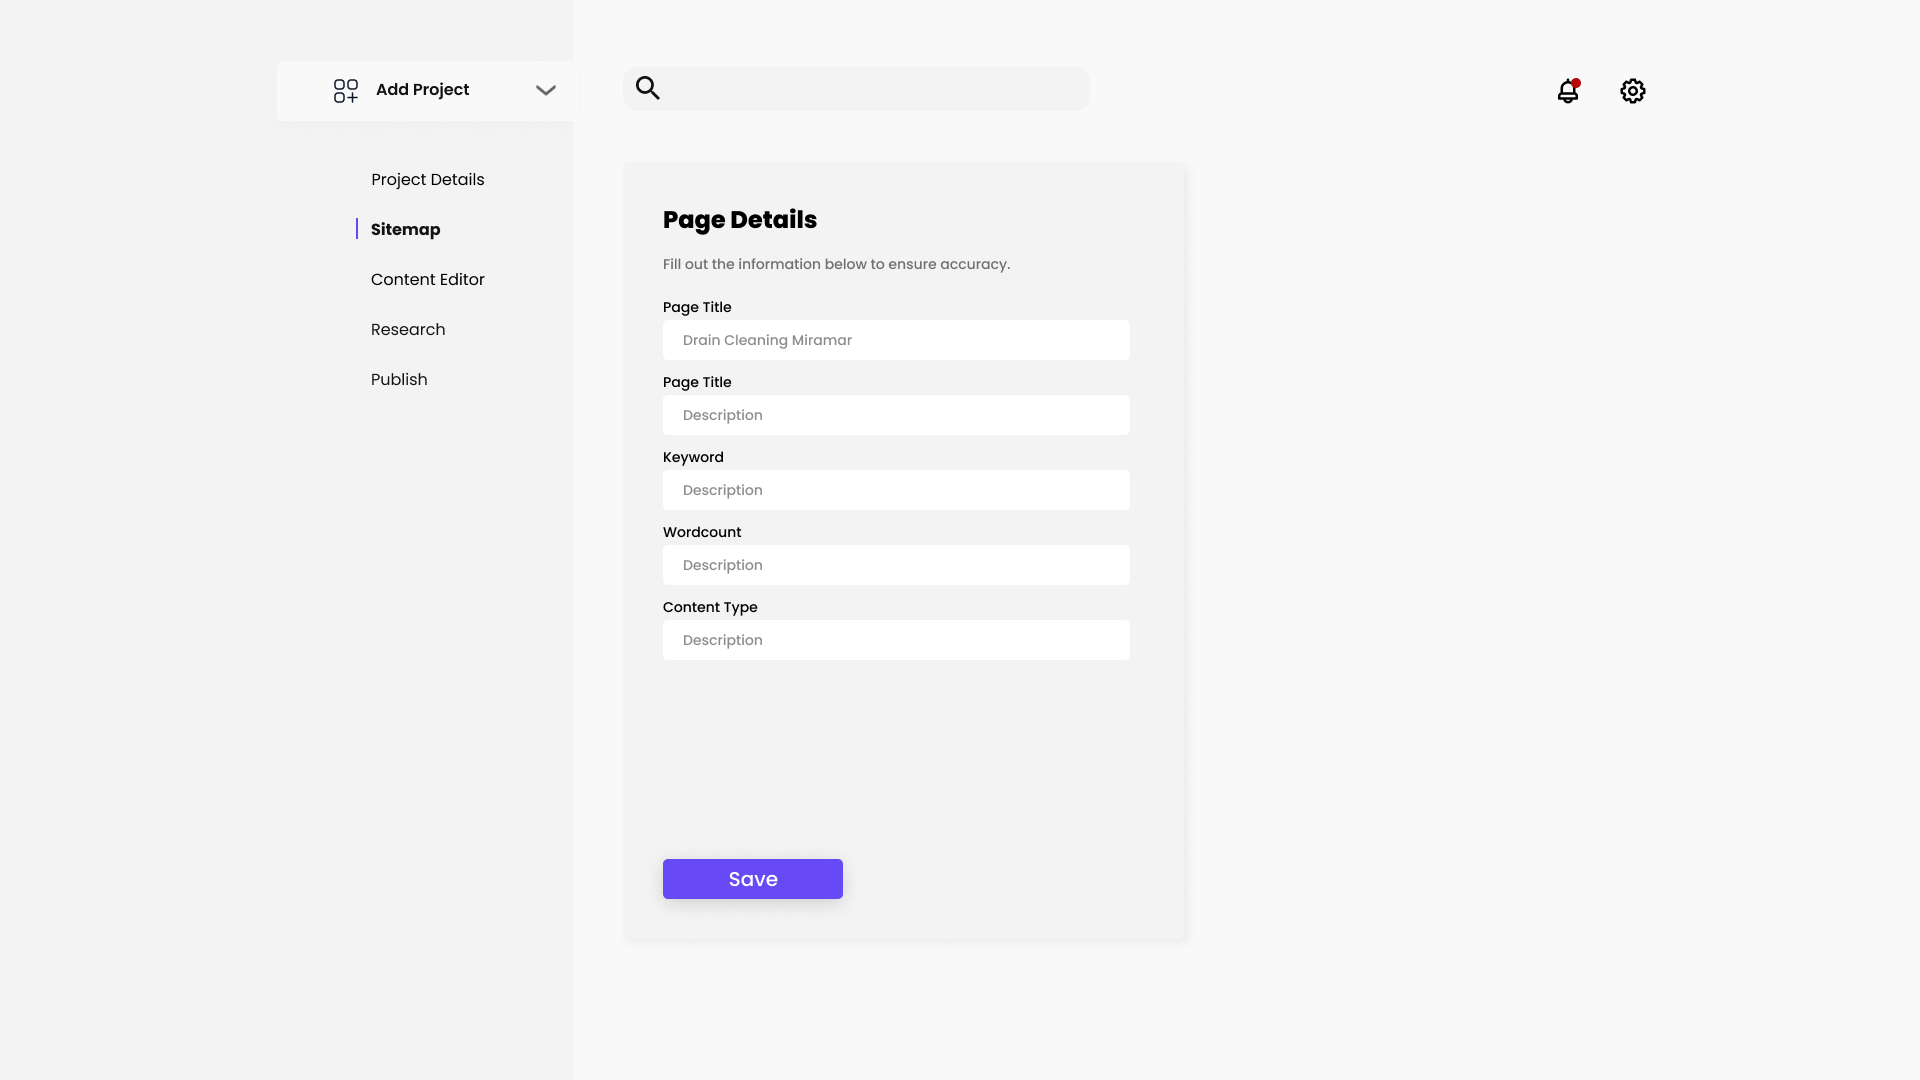 Add Project
Project Details
Sitemap
Content Editor
Research
Publish
Page Details
Fill out the information below to ensure accuracy.
Page Title
Drain Cleaning Miramar
Page Title
Description
Keyword
Description
Wordcount
Description
Content Type
Description
Save